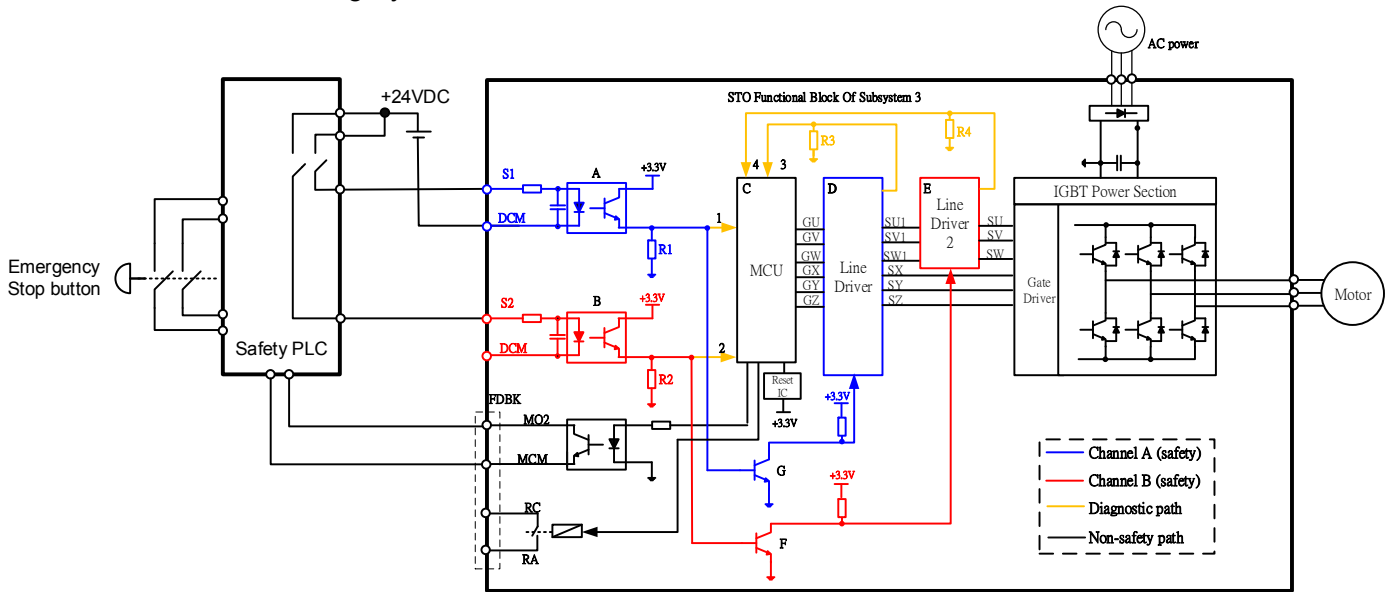 AC power
+24VDC
STO Functional Block Of Subsystem 3
R3
R4
S1
A
+3.3V
C
4
3
D
E
IGBT Power Section
DCM
1
R1
GU
GV
GW
GX
GY
GZ
MCU
Line
Driver
SU1
SV1
SW1
SX
SY
SZ
Line
Driver
2
SU
SV
SW
Gate
Driver
Motor
Emergency
Stop button
S2
B
+3.3V
DCM
2
R2
Safety PLC
Reset
IC
+3.3V
+3.3V
FDBK
MO2
MCM
G
+3.3V
RC
RA
F
Channel A (safety)
Channel B (safety)
Diagnostic path
Non-safety path